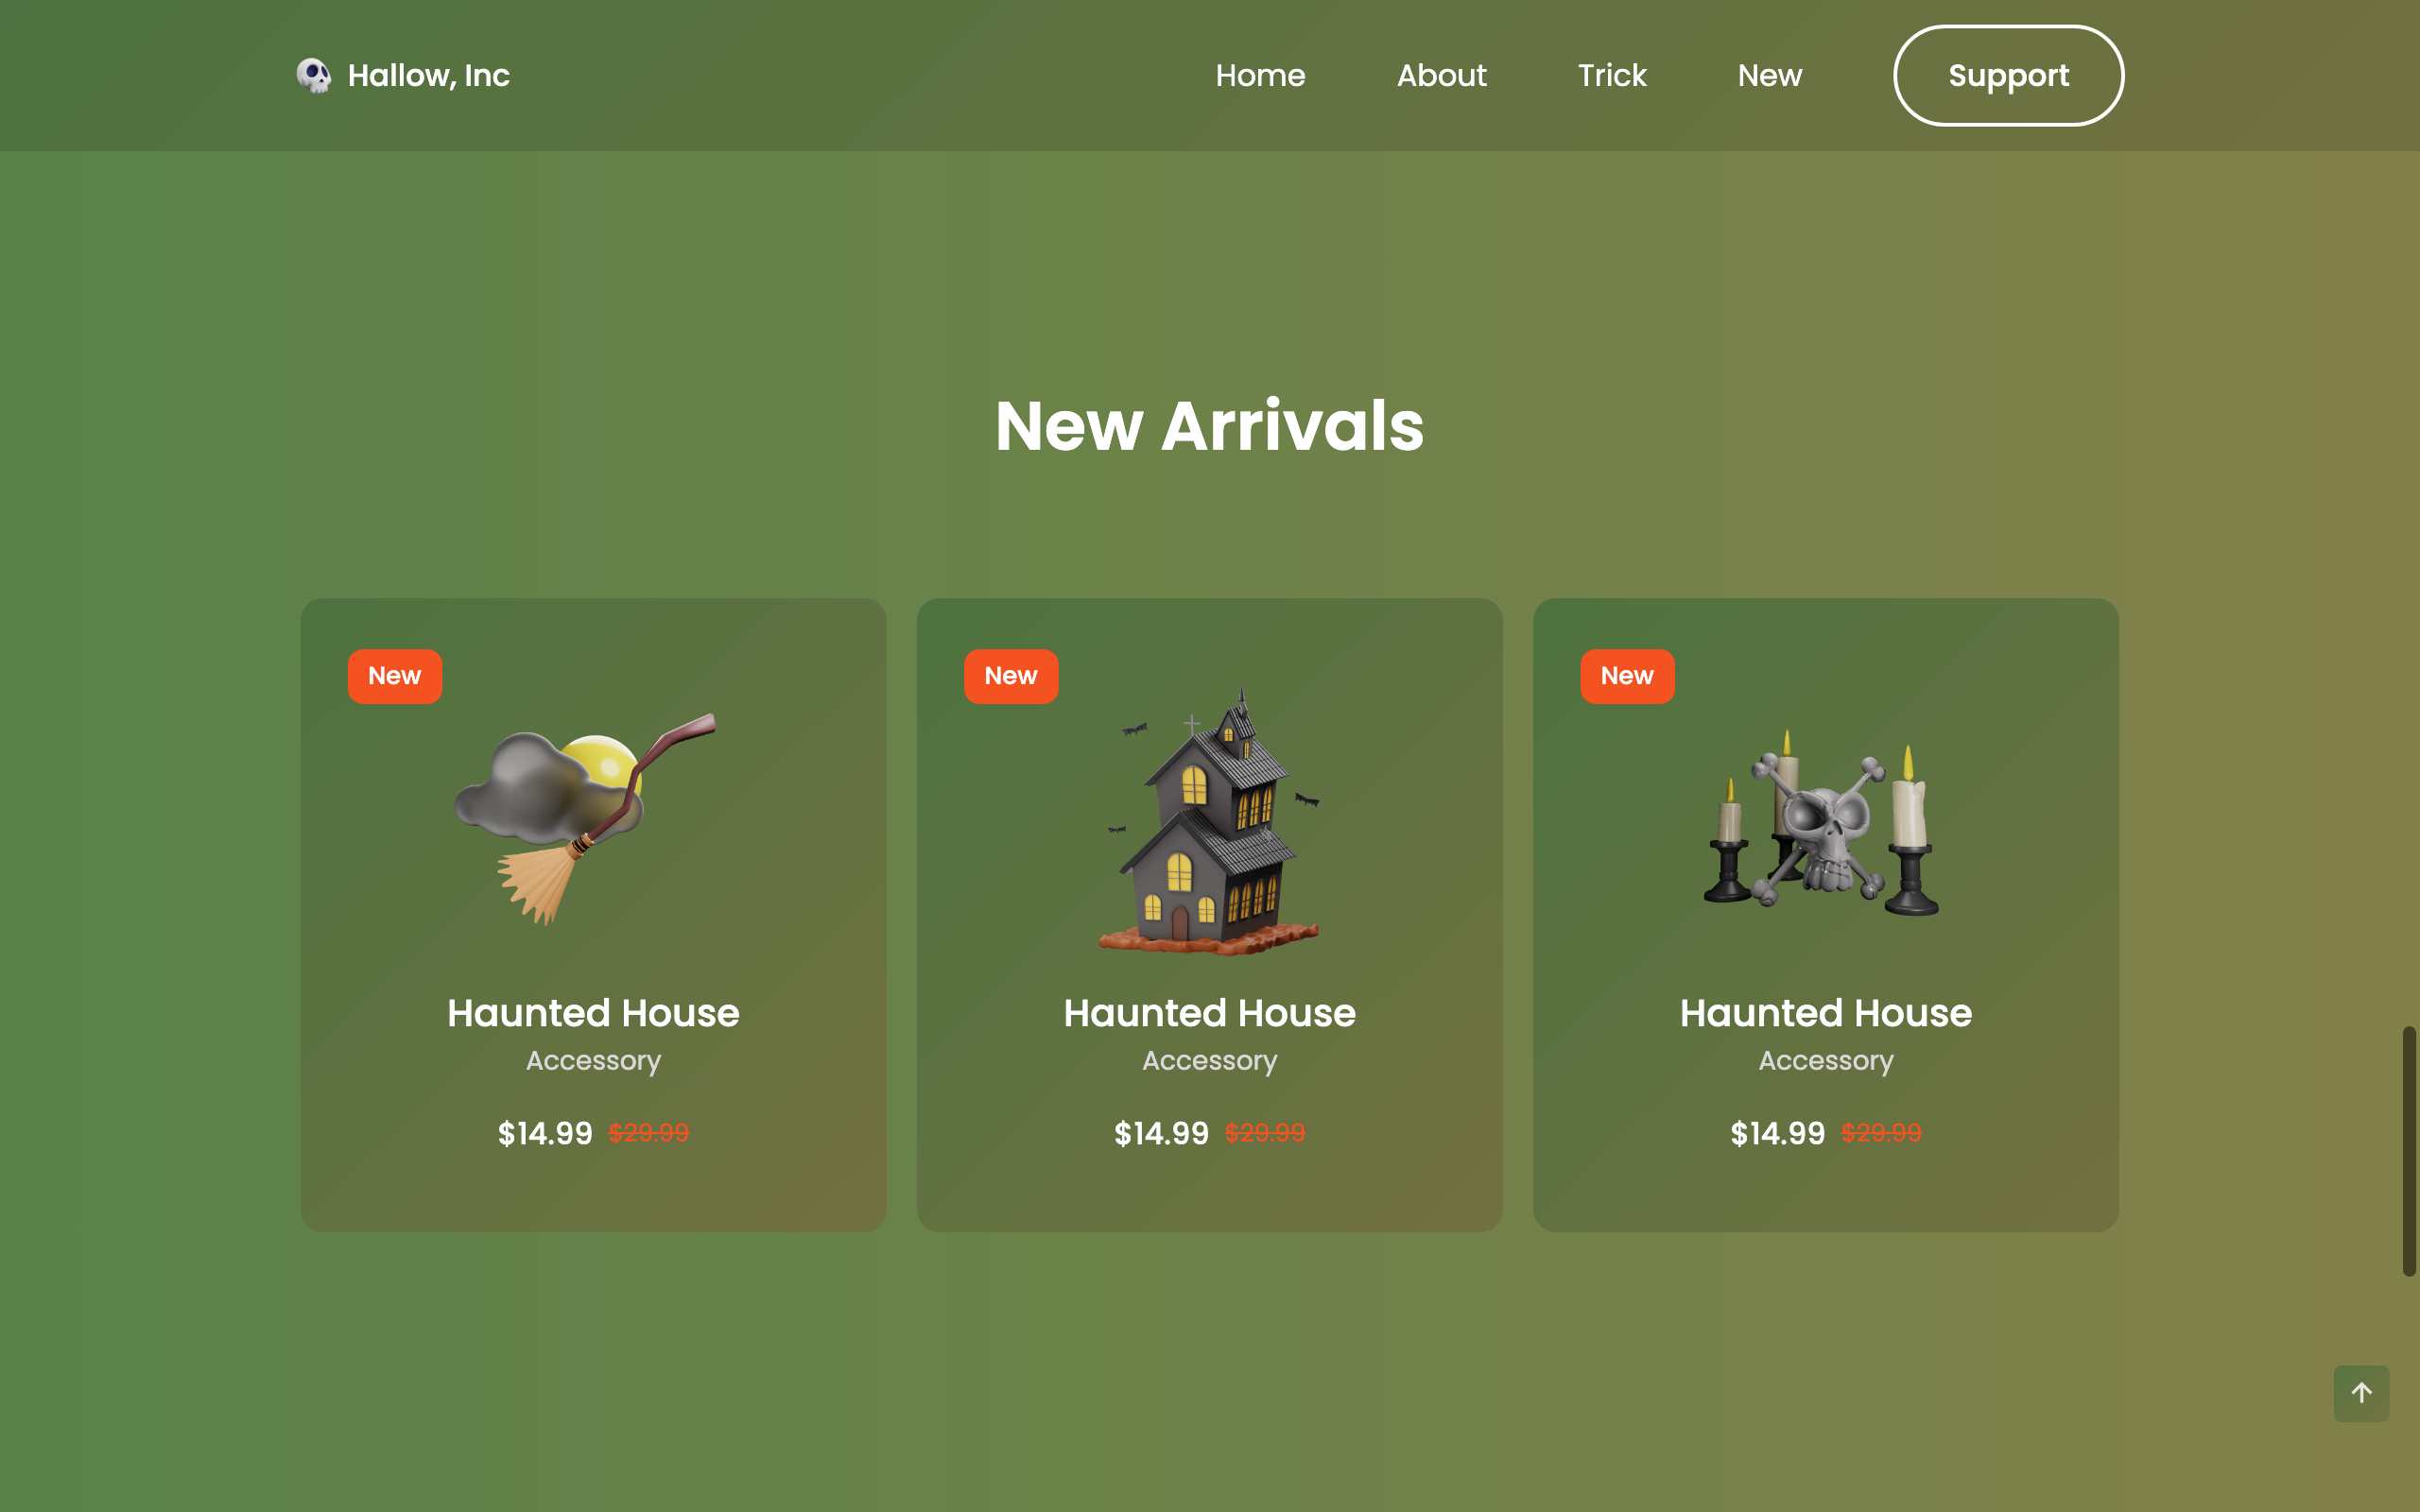 Hallow, Inc
Home
About
Trick
New
Support
New Arrivals
New
Haunted House
Accessory
$14.99 $29.99
New
Haunted House
Accessory
$14.99 $29.99
New
Haunted House
Accessory
$14.99 $29.99